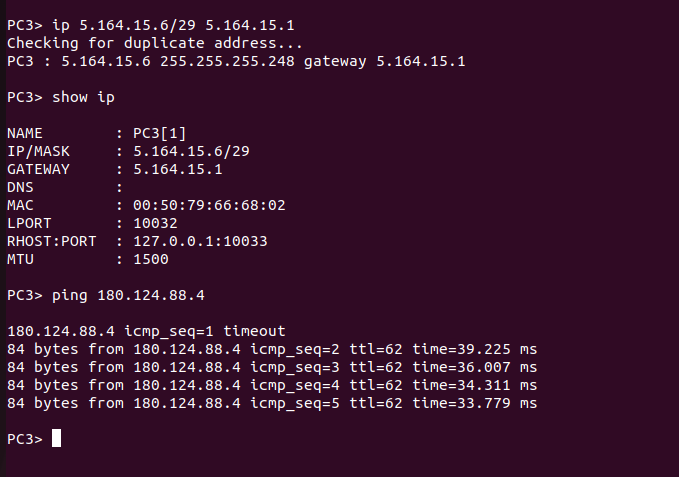 PC3> ip 5.164.15.6/29 5.164.15.1
Checking for duplicate address...
PC3 : 5.164.15.6 255.255.255.248 gateway 5.164.15.1
PC3> show ip
NAME        : PC3[1]
IP/MASK     : 5.164.15.6/29
GATEWAY     : 5.164.15.1
DNS         :
MAC         : 00:50:79:66:68:02
LPORT       : 10032
RHOST:PORT  : 127.0.0.1:10033
MTU         : 1500
PC3> ping 180.124.88.4
180.124.88.4 icmp_seq=1 timeout
84 bytes from 180.124.88.4 icmp_seq=2 ttl=62 time=39.225 ms
84 bytes from 180.124.88.4 icmp_seq=3 ttl=62 time=36.007 ms
84 bytes from 180.124.88.4 icmp_seq=4 ttl=62 time=34.311 ms
84 bytes from 180.124.88.4 icmp_seq=5 ttl=62 time=33.779 ms
PC3>